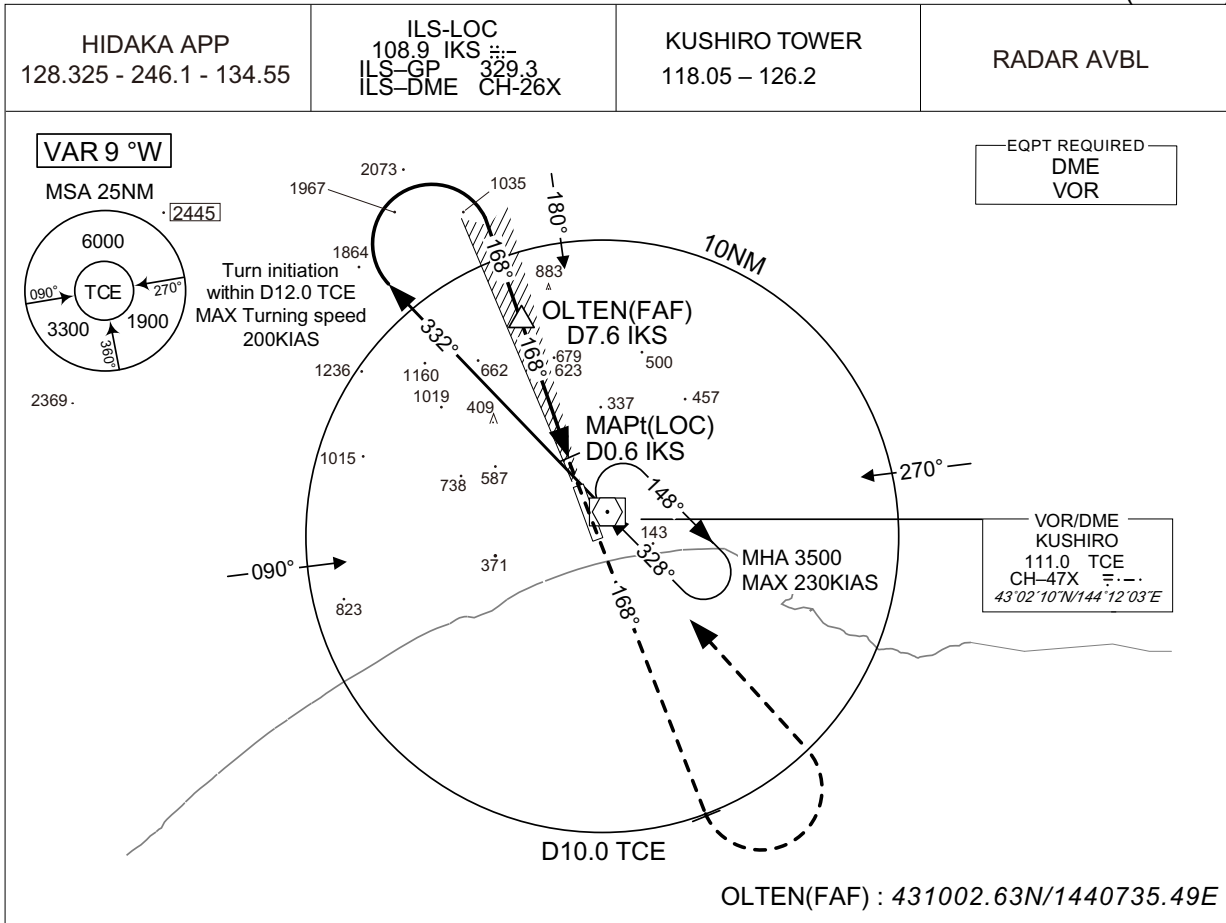 HIDAKA APP
128.325 - 246.1 - 134.55
ILS-LOC
108.9 IKS
ILS–GP 329.3
ILS–DME CH-26X
KUSHIRO TOWER
118.05 – 126.2
RADAR AVBL
VAR 9 °W
EQPT REQUIRED
DME
VOR
MSA 25NM
2445
6000
090°
TCE
270°
3300
1900
360°
2369
Turn initiation
within D12.0 TCE
MAX Turning speed
200KIAS
2073
1967
1035
180°
1864
168°
10NM
883
OLTEN(FAF)
D7.6 IKS
332°
168°
679
623
500
1236
1160
662
1019
409
337
457
MAPt(LOC)
D0.6 IKS
1015
738
587
270°
148°
143
328°
MHA 3500
MAX 230KIAS
VOR/DME
KUSHIRO
111.0 TCE
CH–47X
43°02´10˝N/144°12´03˝E
090°
371
823
168°
D10.0 TCE
OLTEN(FAF) : 431002.63N/1440735.49E